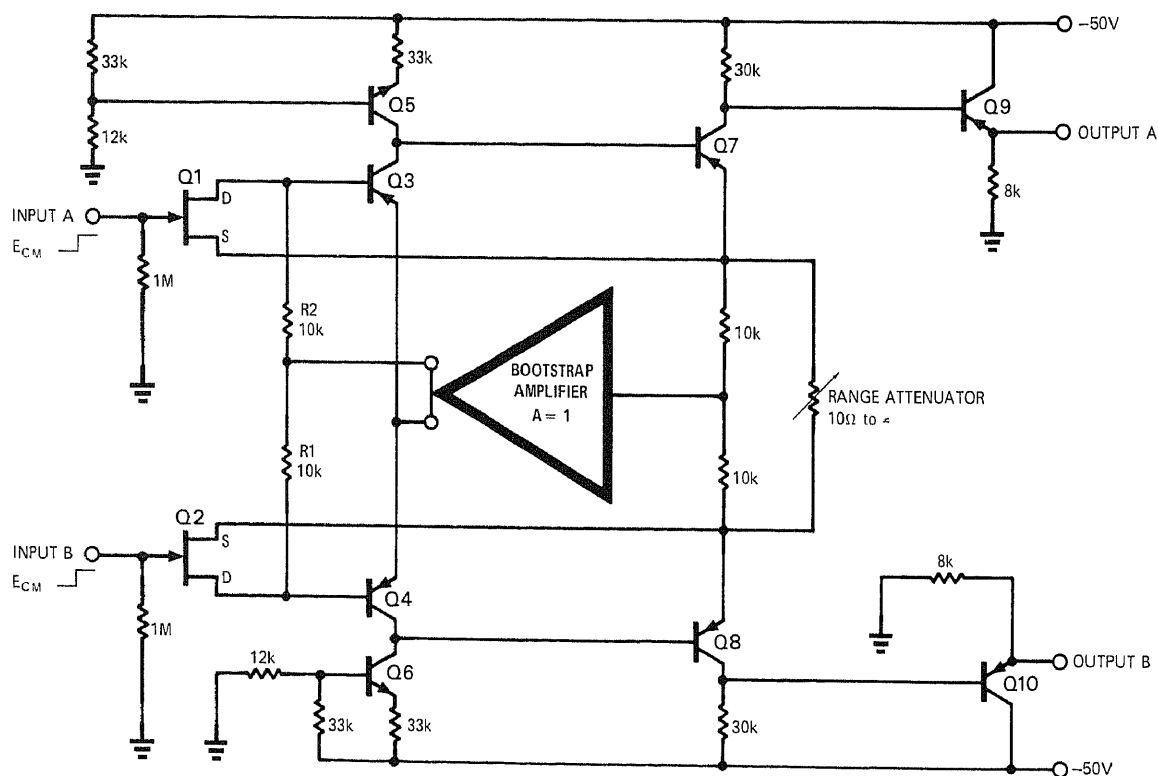 -50V
33k
33k
30k
Q5
Q9
12k
Q7
OUTPUT A
Q1
D
Q3
8k
INPUT A
E_CM
S
1M
R2
10k
10k
BOOTSTRAP
AMPLIFIER
A = 1
RANGE ATTENUATOR
10Ω to
R1
10k
10k
Q2
INPUT B
S
E_CM
D
8k
Q4
1M
Q8
12k
Q6
OUTPUT B
Q10
33k
33k
30k
-50V